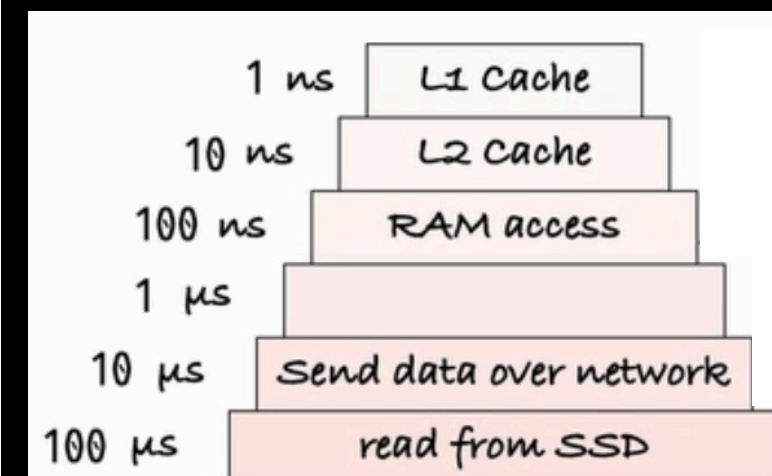 1 ns L1 Cache
10 ns L2 Cache
100 ns RAM access
1 µs
10 µs Send data over network
100 µs read from SSD